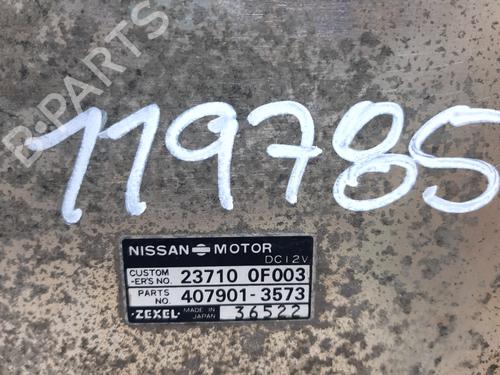 B-PARTS
119785
NISSAN MOTOR
DC12V
CUSTOM -ER'S NO. 23710 0F003
PARTS NO. 407901-3573
ZEXEL MADE IN JAPAN 36522